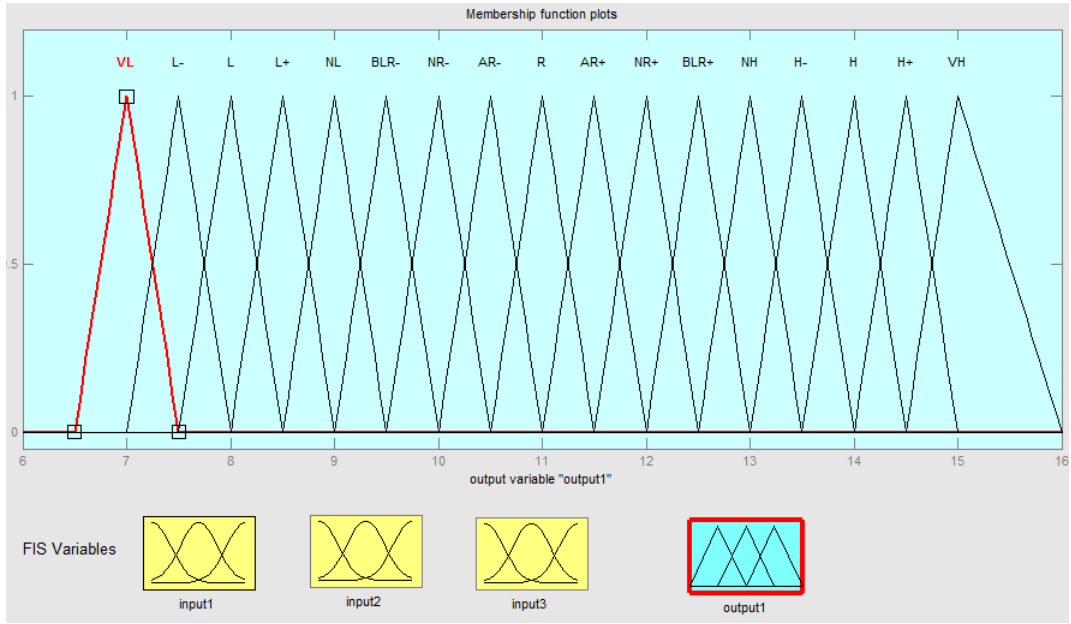 Membership function plots
VL L- L L+ NL BLR- NR- AR- R AR+ NR+ BLR+ NH H- H H+ VH
1
.5
0
6 7 8 9 10 11 12 13 14 15 16
output variable "output1"
FIS Variables
input1 input2 input3 output1